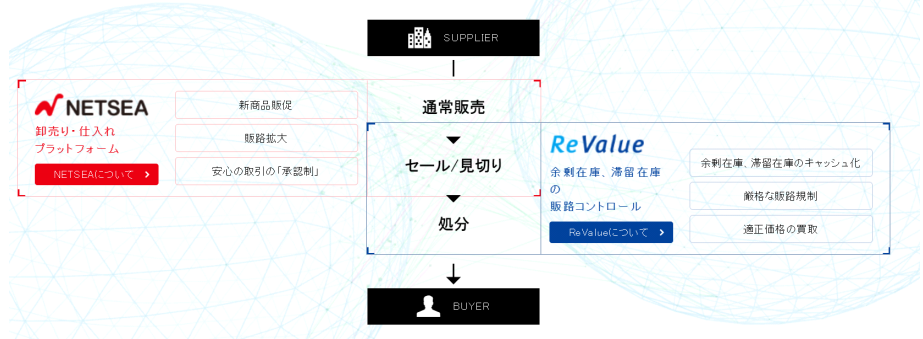 SUPPLIER
NETSEA
卸売り・仕入れ
プラットフォーム
NETSEAについて
新商品販促
販路拡大
安心の取引の「承認制」
通常販売
セール/見切り
処分
ReValue
余剰在庫、滞留在庫
の
販路コントロール
ReValueについて
余剰在庫、滞留在庫のキャッシュ化
厳格な販路規制
適正価格の買取
BUYER